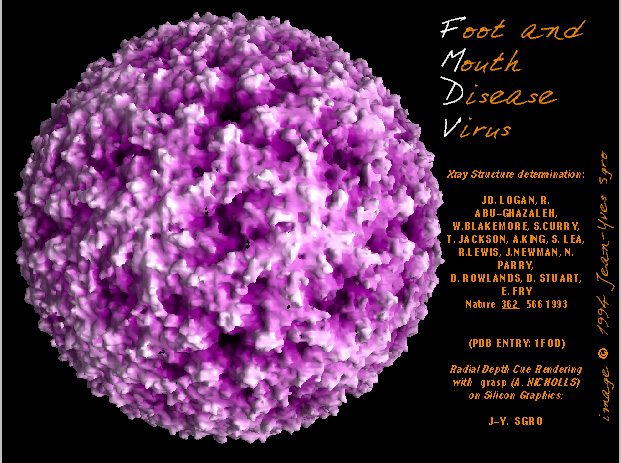 Foot and
Mouth
Disease
Virus
Xray Structure determination:
JD. LOGAN, R.
ABU-GHAZALEH,
W.BLAKEMORE, S.CURRY,
T. JACKSON, A.KING, S. LEA,
R.LEWIS, J.NEWMAN, N.
PARRY,
D. ROWLANDS, D. STUART,
E. FRY
Nature 362 566 1993
(PDB ENTRY: 1FOD)
Radial Depth Cue Rendering
with grasp (A. NICHOLLS)
on Silicon Graphics:
J-Y. SGRO
image © 1994 Jean-Yves Sgro